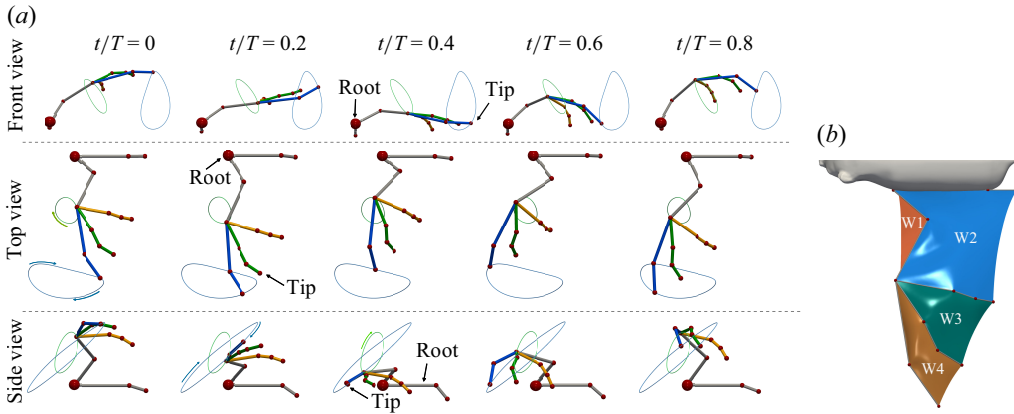 (a)
t/T = 0
t/T = 0.2
t/T = 0.4
t/T = 0.6
t/T = 0.8
Front view
Root
Tip
Top view
Root
Tip
Side view
Root
Tip
(b)
W1
W2
W3
W4